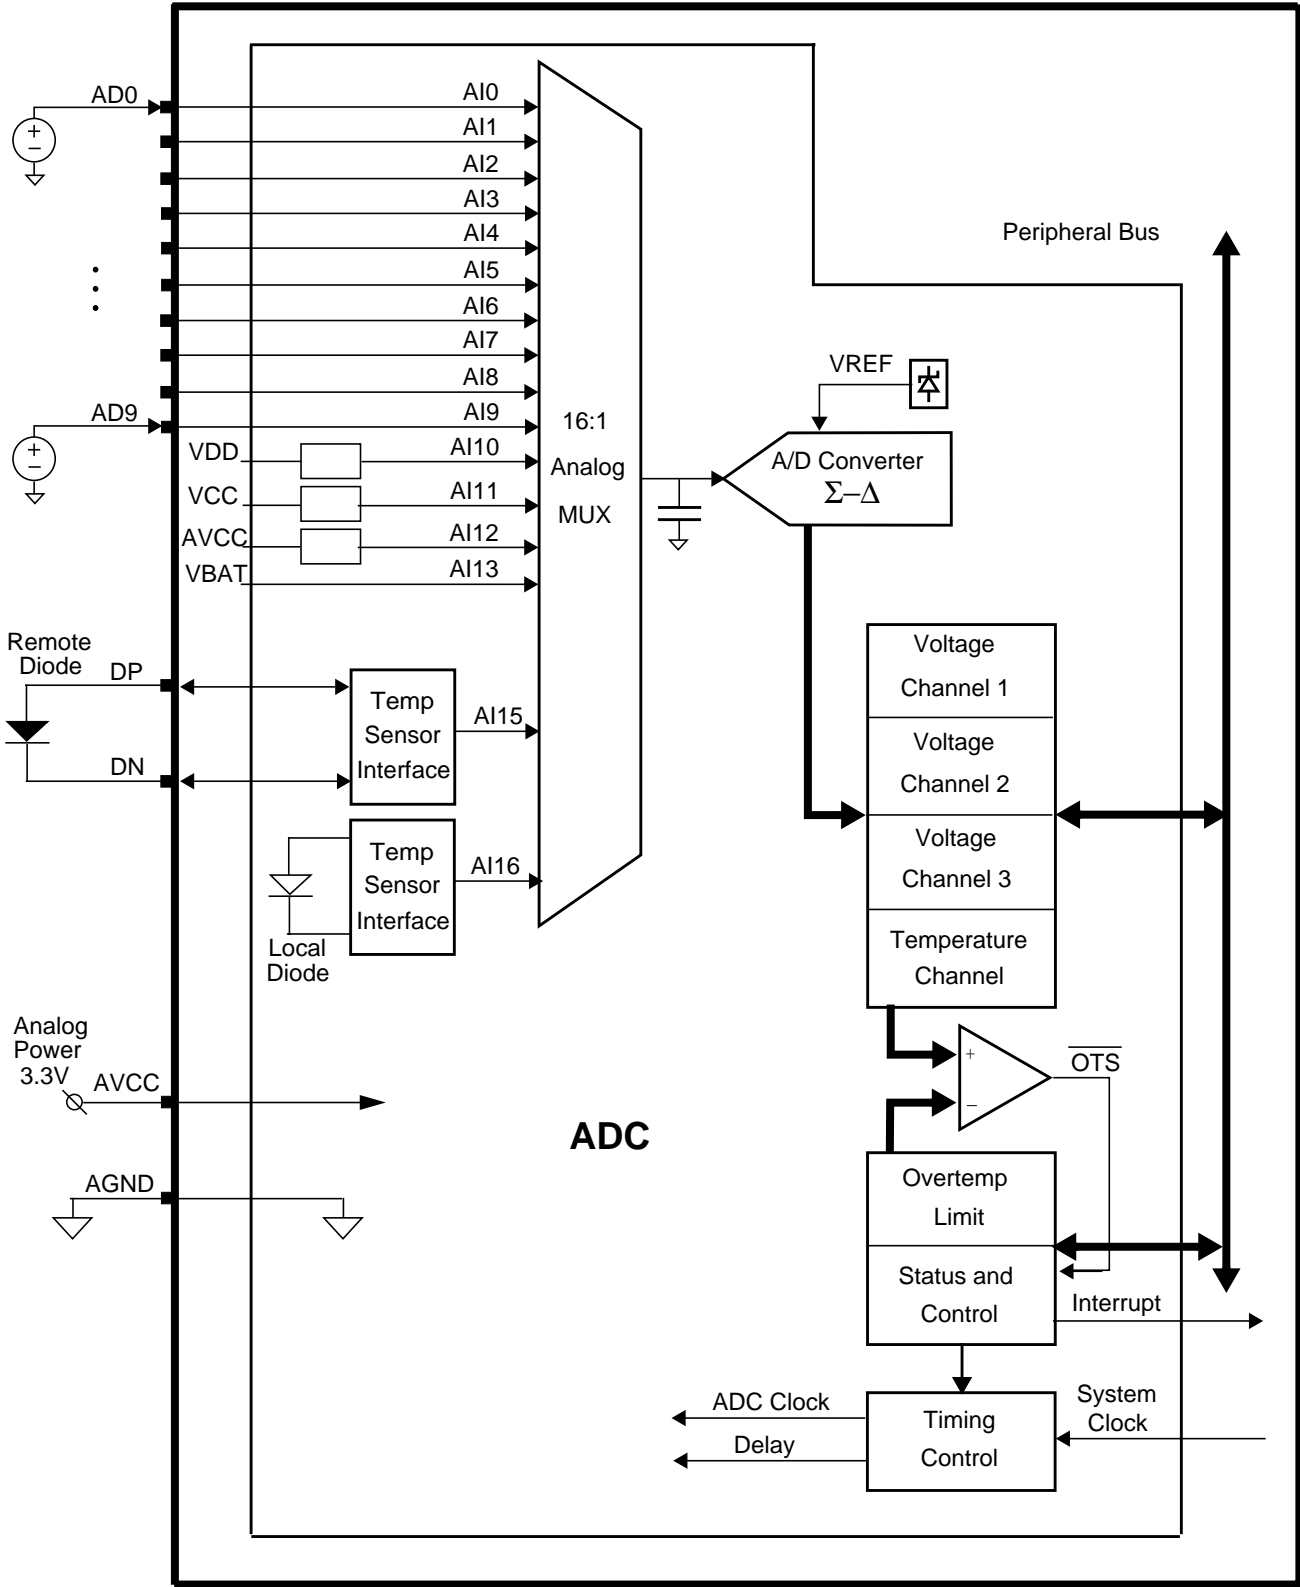 AD0
AI0
AI1
AI2
AI3
AI4
AI5
AI6
AI7
AI8
AD9
AI9
VDD
AI10
VCC
AI11
AVCC
AI12
VBAT
AI13
16:1
Analog
MUX
Peripheral Bus
VREF
A/D Converter
Σ–Δ
Remote
Diode
DP
DN
Temp
Sensor
Interface
AI15
Temp
Sensor
Interface
AI16
Local
Diode
Voltage
Channel 1
Voltage
Channel 2
Voltage
Channel 3
Temperature
Channel
+
−
OTS
Analog
Power
3.3V
AVCC
AGND
ADC
Overtemp
Limit
Status and
Control
Interrupt
ADC Clock
Delay
Timing
Control
System
Clock